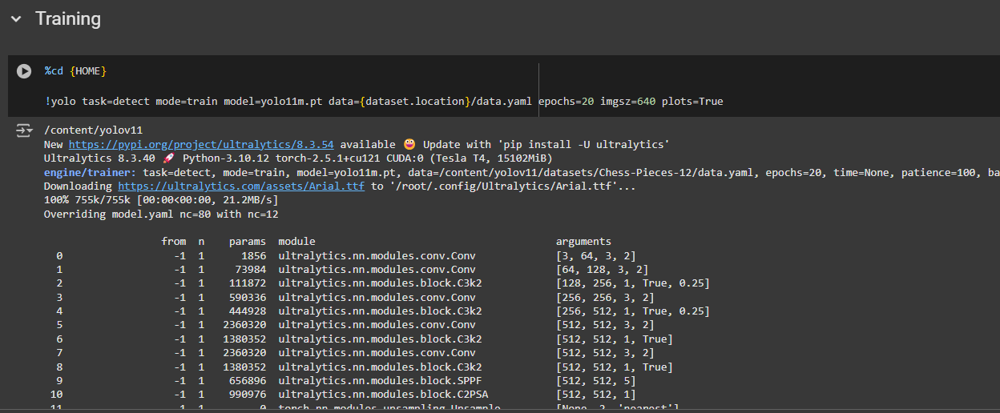 Training
%cd {HOME}
!yolo task=detect mode=train model=yolo11m.pt data={dataset.location}/data.yaml epochs=20 imgsz=640 plots=True
/content/yolov11
New https://pypi.org/project/ultralytics/8.3.54 available 😃 Update with 'pip install -U ultralytics'
Ultralytics 8.3.40 🚀 Python-3.10.12 torch-2.5.1+cu121 CUDA:0 (Tesla T4, 15102MiB)
engine/trainer: task=detect, mode=train, model=yolo11m.pt, data=/content/yolov11/datasets/Chess-Pieces-12/data.yaml, epochs=20, time=None, patience=100, ba
Downloading https://ultralytics.com/assets/Arial.ttf to '/root/.config/Ultralytics/Arial.ttf'...
100% 755k/755k [00:00<00:00, 21.2MB/s]
Overriding model.yaml nc=80 with nc=12
from n params module arguments
0 -1 1 1856 ultralytics.nn.modules.conv.Conv [3, 64, 3, 2]
1 -1 1 73984 ultralytics.nn.modules.conv.Conv [64, 128, 3, 2]
2 -1 1 111872 ultralytics.nn.modules.block.C3k2 [128, 256, 1, True, 0.25]
3 -1 1 590336 ultralytics.nn.modules.conv.Conv [256, 256, 3, 2]
4 -1 1 444928 ultralytics.nn.modules.block.C3k2 [256, 512, 1, True, 0.25]
5 -1 1 2360320 ultralytics.nn.modules.conv.Conv [512, 512, 3, 2]
6 -1 1 1380352 ultralytics.nn.modules.block.C3k2 [512, 512, 1, True]
7 -1 1 2360320 ultralytics.nn.modules.conv.Conv [512, 512, 3, 2]
8 -1 1 1380352 ultralytics.nn.modules.block.C3k2 [512, 512, 1, True]
9 -1 1 656896 ultralytics.nn.modules.block.SPPF [512, 512, 5]
10 -1 1 990976 ultralytics.nn.modules.block.C2PSA [512, 512, 1]
11 -1 1 0 torch.nn.modules.upsampling.Upsample [None, 2, 'nearest']